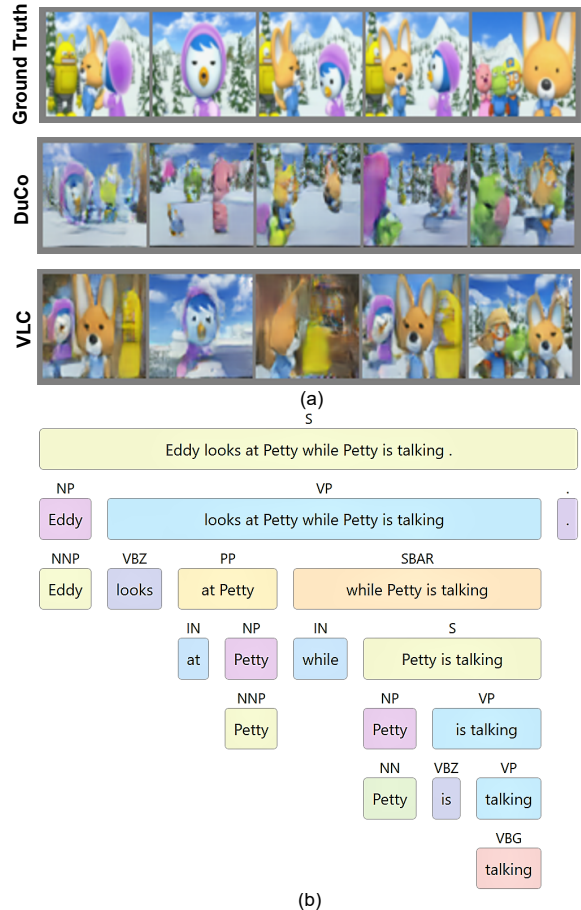 Ground Truth
DuCo
VLC
(a)
S
Eddy looks at Petty while Petty is talking .
NP VP .
Eddy looks at Petty while Petty is talking .
NNP VBZ PP SBAR
Eddy looks at Petty while Petty is talking
IN NP IN S
at Petty while Petty is talking
NNP NP VP
Petty Petty is talking
NN VBZ VP
Petty is talking
VBG
talking
(b)